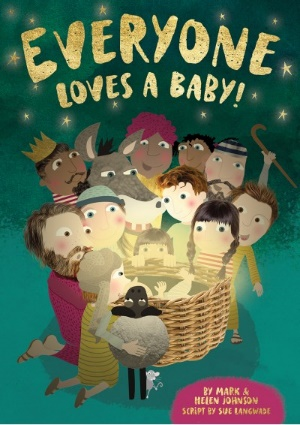 EVERYONE
LOVES A BABY!
BY MARK &
HELEN JOHNSON
SCRIPT BY SUE LANGWADE